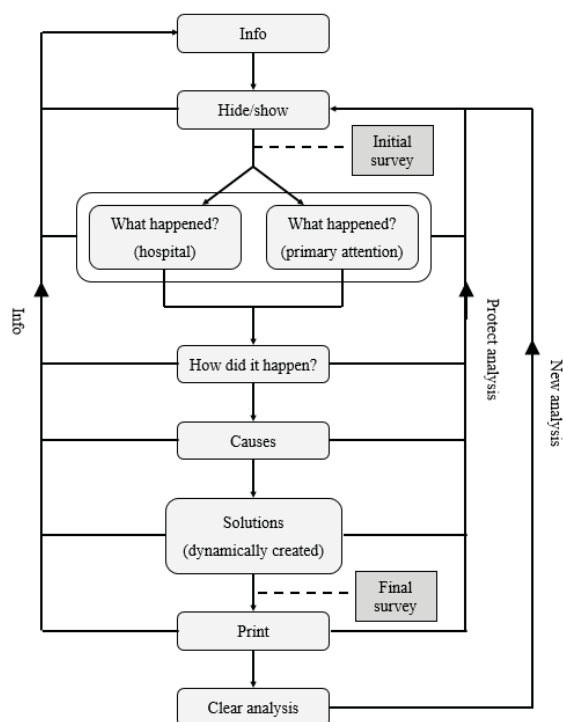 Info
Hide/show
Initial
survey
What happened?
(hospital)
What happened?
(primary attention)
Info
Protect analysis
New analysis
How did it happen?
Causes
Solutions
(dynamically created)
Final
survey
Print
Clear analysis